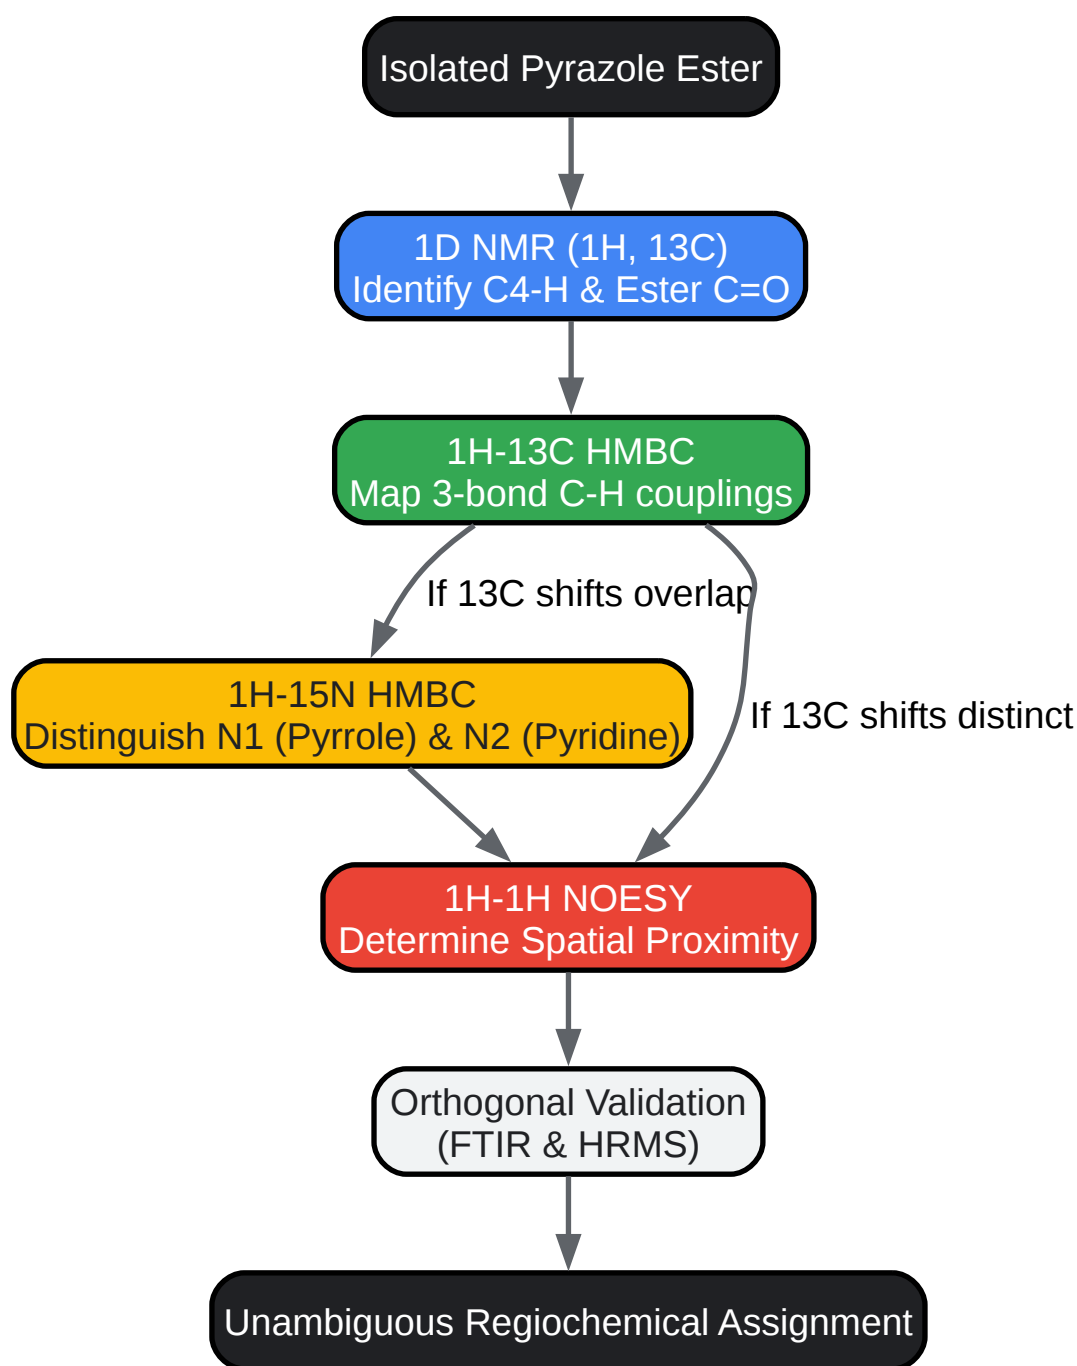 Isolated Pyrazole Ester
1D NMR (1H, 13C)
Identify C4-H & Ester C=O
1H-13C HMBC
Map 3-bond C-H couplings
If 13C shifts overlap
1H-15N HMBC
Distinguish N1 (Pyrrole) & N2 (Pyridine)
If 13C shifts distinct
1H-1H NOESY
Determine Spatial Proximity
Orthogonal Validation
(FTIR & HRMS)
Unambiguous Regiochemical Assignment